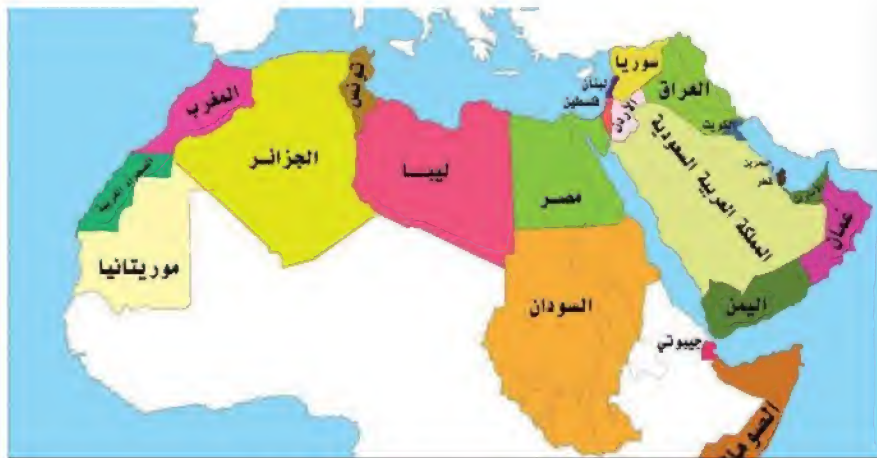 سوريا
العراق
لبنان
فلسطين
الأردن
الكويت
تونس
المغرب
الجزائر
ليبيا
مصر
المملكة العربية السعودية
البحرين
قطر
عمان
الصحراء الغربية
موريتانيا
السودان
اليمن
جيبوتي
الصومال